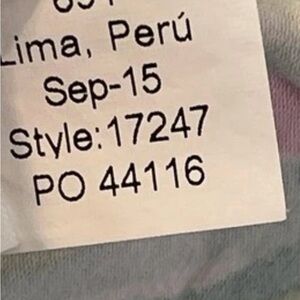 Lima, Perú
Sep-15
Style:17247
PO 44116